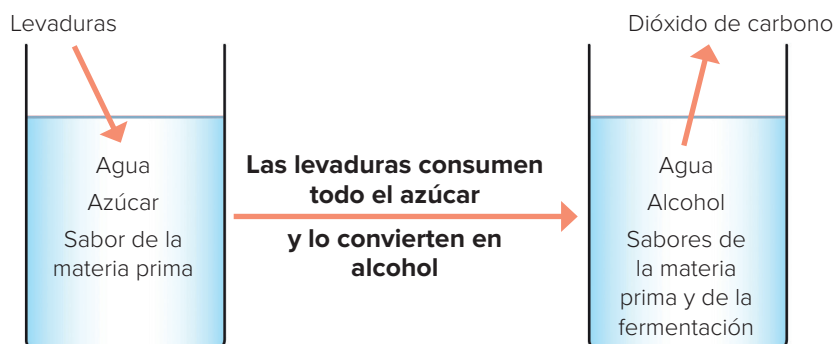 Levaduras
Agua
Azúcar
Sabor de la
materia prima
Las levaduras consumen
todo el azúcar
y lo convierten en
alcohol
Dióxido de carbono
Agua
Alcohol
Sabores de
la materia
prima y de la
fermentación